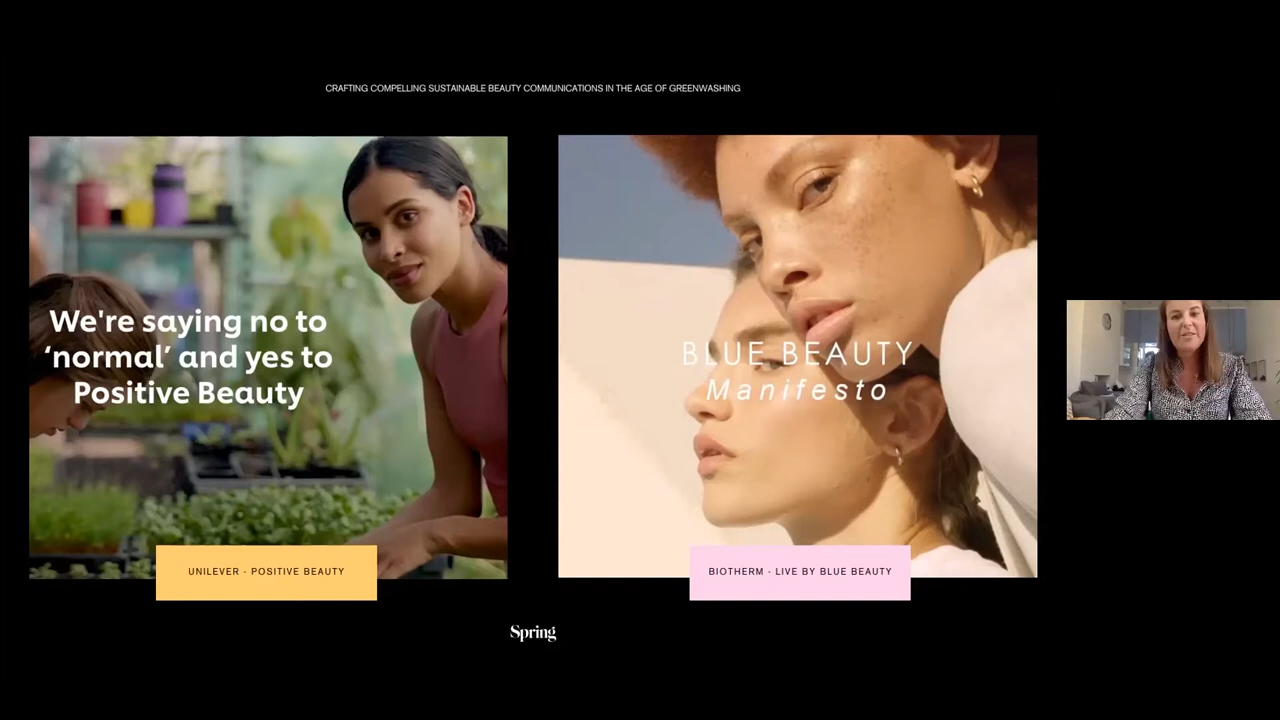 CRAFTING COMPELLING SUSTAINABLE BEAUTY COMMUNICATIONS IN THE AGE OF GREENWASHING
We're saying no to
‘normal’ and yes to
Positive Beauty
BLUE BEAUTY
Manifesto
UNILEVER - POSITIVE BEAUTY
BIOTHERM - LIVE BY BLUE BEAUTY
Spring